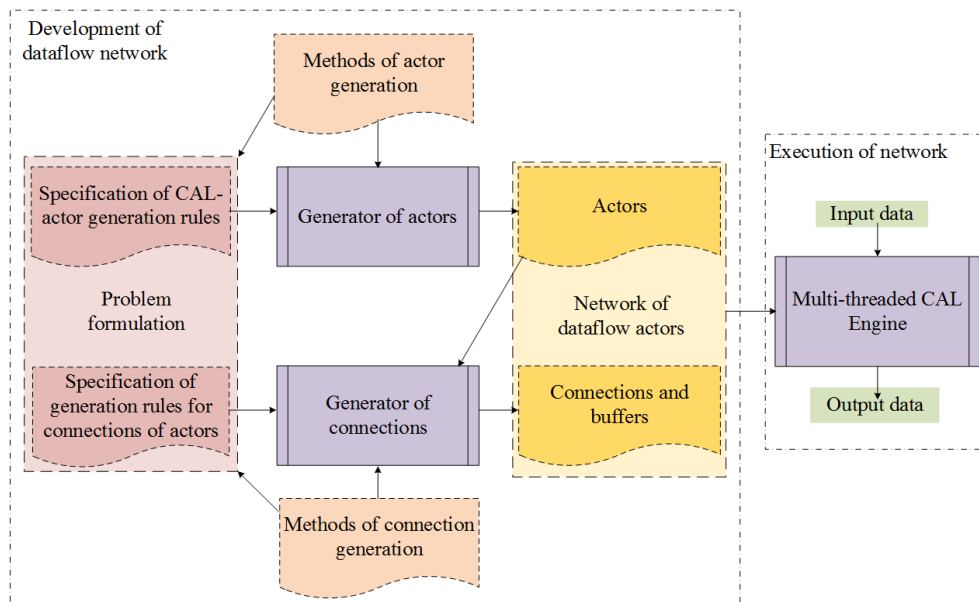 Development of
dataflow network
Methods of actor
generation
Execution of network
Specification of CAL-
actor generation rules
Generator of actors
Actors
Input data
Problem
formulation
Network of
dataflow actors
Multi-threaded CAL
Engine
Specification of
generation rules for
connections of actors
Generator of
connections
Connections and
buffers
Output data
Methods of connection
generation